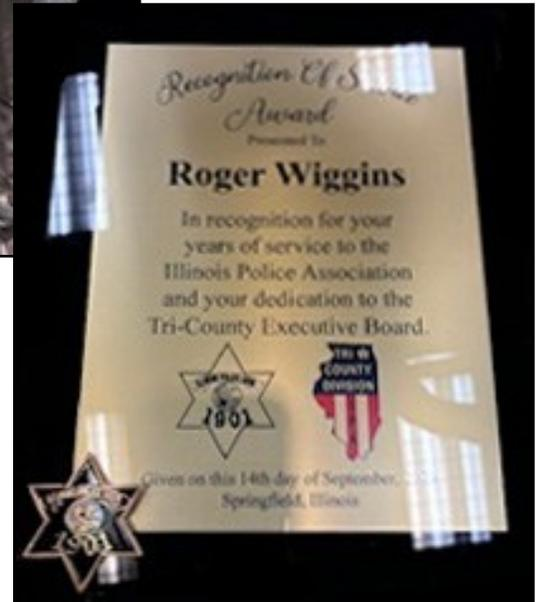 Recognition Of
Award
Presented To
Roger Wiggins
In recognition for your
years of service to the
Illinois Police Association
and your dedication to the
Tri-County Executive Board.
1901
TRI
COUNTY
DIVISION
Given on this 14th day of September,
Springfield, Illinois